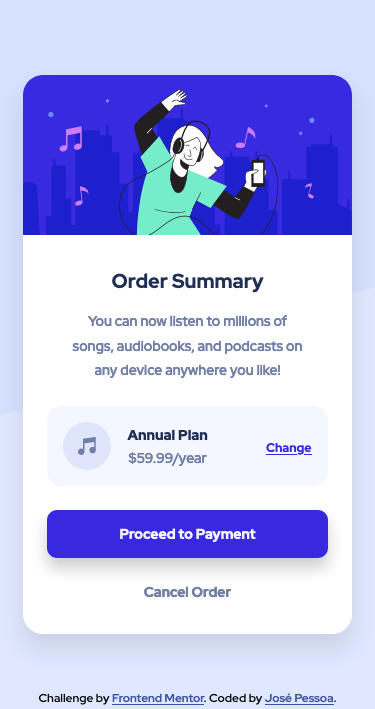 Order Summary
You can now listen to millions of
songs, audiobooks, and podcasts on
any device anywhere you like!
Annual Plan
$59.99/year
Change
Proceed to Payment
Cancel Order
Challenge by Frontend Mentor. Coded by José Pessoa.